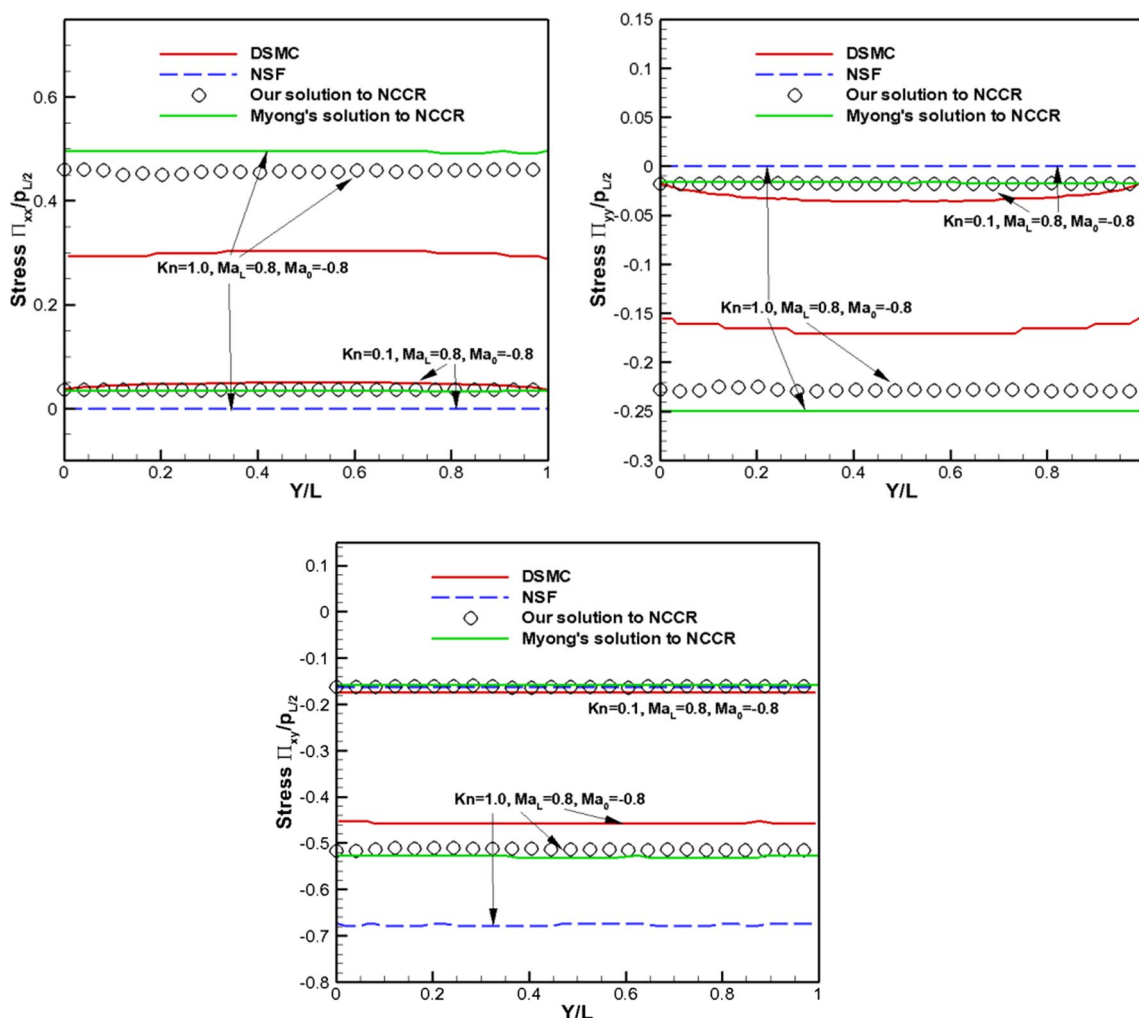 DSMC
NSF
Our solution to NCCR
Myong's solution to NCCR
0.6
0.4
0.2
0
Stress Π_xx/p_L/2
Kn=1.0, Ma_L=0.8, Ma_0=-0.8
Kn=0.1, Ma_L=0.8, Ma_0=-0.8
0 0.2 0.4 0.6 0.8 1
Y/L
0.15
0.1
0.05
0
-0.05
-0.1
-0.15
-0.2
-0.25
-0.3
Stress Π_yy/p_L/2
DSMC
NSF
Our solution to NCCR
Myong's solution to NCCR
Kn=0.1, Ma_L=0.8, Ma_0=-0.8
Kn=1.0, Ma_L=0.8, Ma_0=-0.8
0 0.2 0.4 0.6 0.8
Y/L
0.1
0
-0.1
-0.2
-0.3
-0.4
-0.5
-0.6
-0.7
-0.8
Stress Π_xy/p_L/2
DSMC
NSF
Our solution to NCCR
Myong's solution to NCCR
Kn=0.1, Ma_L=0.8, Ma_0=-0.8
Kn=1.0, Ma_L=0.8, Ma_0=-0.8
0 0.2 0.4 0.6 0.8 1
Y/L